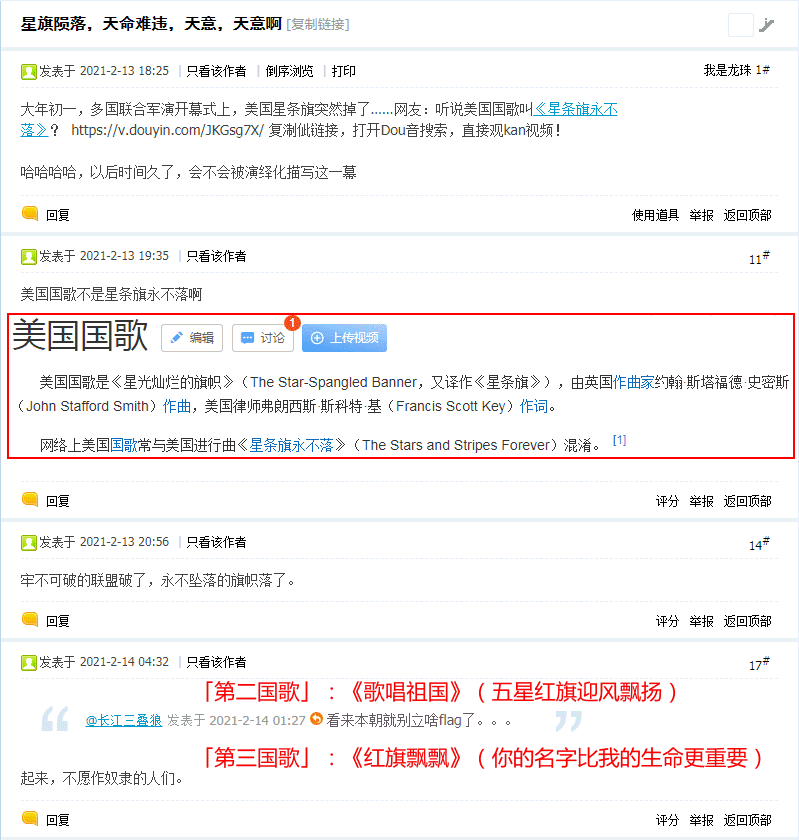 星旗陨落，天命难违，天意，天意啊 [复制链接]
发表于 2021-2-13 18:25 | 只看该作者 | 倒序浏览 | 打印 我是龙珠 1#
大年初一，多国联合军演开幕式上，美国星条旗突然掉了......网友：听说美国国歌叫《星条旗永不
落》？ https://v.douyin.com/JKGsg7X/ 复淛佌链接，打开Dou音搜索，直接观kan视频！
哈哈哈哈，以后时间久了，会不会被演绎化描写这一幕
回复 使用道具 举报 返回顶部
发表于 2021-2-13 19:35 | 只看该作者 11#
美国国歌不是星条旗永不落啊
美国国歌 编辑 讨论 1 上传视频
美国国歌是《星光灿烂的旗帜》（The Star-Spangled Banner，又译作《星条旗》），由英国作曲家约翰·斯塔福德·史密斯
（John Stafford Smith）作曲，美国律师弗朗西斯·斯科特·基（Francis Scott Key）作词。
网络上美国国歌常与美国进行曲《星条旗永不落》（The Stars and Stripes Forever）混淆。 [1]
回复 评分 举报 返回顶部
发表于 2021-2-13 20:56 | 只看该作者 14#
牢不可破的联盟破了，永不坠落的旗帜落了。
回复 评分 举报 返回顶部
发表于 2021-2-14 04:32 | 只看该作者 17#
「第二国歌」：《歌唱祖国》（五星红旗迎风飘扬）
@长江三叠狼 发表于 2021-2-14 01:27 看来本朝就别立啥flag了。。。
「第三国歌」：《红旗飘飘》（你的名字比我的生命更重要）
起来，不愿作奴隶的人们。
回复 评分 举报 返回顶部